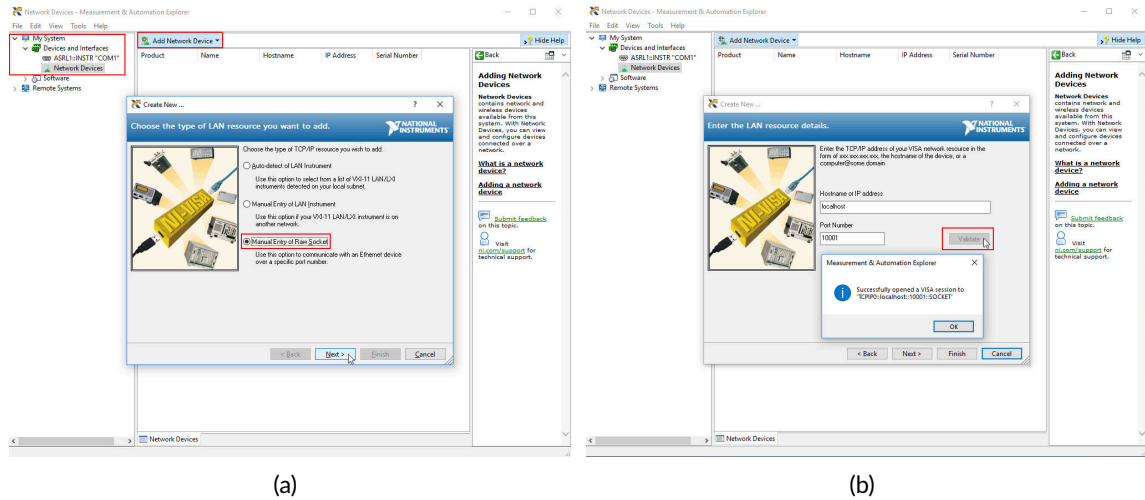 Network Devices - Measurement & Automation Explorer
File Edit View Tools Help
My System
Devices and Interfaces
ASRL1::INSTR "COM1"
Network Devices
Software
Remote Systems
Add Network Device
Hide Help
Product Name Hostname IP Address Serial Number
Back
Adding Network
Devices
Network Devices
contains network and
wireless devices
available from this
system. With Network
Devices, you can view
and configure devices
connected over a
network.
What is a network
device?
Adding a network
device
Submit feedback
on this topic.
Visit
ni.com/support for
technical support.
Create New ...
Choose the type of LAN resource you want to add.
NATIONAL
INSTRUMENTS
NI-VISA
Choose the type of TCP/IP resource you wish to add.
Auto-detect of LAN Instrument
Use this option to select from a list of VXI-11 LAN/LXI
instruments detected on your local subnet.
Manual Entry of LAN Instrument
Use this option if your VXI-11 LAN/LXI instrument is on
another network.
Manual Entry of Raw Socket
Use this option to communicate with an Ethernet device
over a specific port number.
< Back Next > Finish Cancel
Network Devices
(a)
Network Devices - Measurement & Automation Explorer
File Edit View Tools Help
My System
Devices and Interfaces
ASRL1::INSTR "COM1"
Network Devices
Software
Remote Systems
Add Network Device
Hide Help
Product Name Hostname IP Address Serial Number
Back
Adding Network
Devices
Network Devices
contains network and
wireless devices
available from this
system. With Network
Devices, you can view
and configure devices
connected over a
network.
What is a network
device?
Adding a network
device
Submit feedback
on this topic.
Visit
ni.com/support for
technical support.
Create New ...
Enter the LAN resource details.
NATIONAL
INSTRUMENTS
NI-VISA
Enter the TCP/IP address of your VISA network resource in the
form of xxx.xxx.xxx.xxx, the hostname of the device, or a
computer@some.domain
Hostname or IP address
localhost
Port Number
10001
Validate
Measurement & Automation Explorer
Successfully opened a VISA session to
"TCPIP0::localhost::10001::SOCKET"
OK
< Back Next > Finish Cancel
Network Devices
(b)